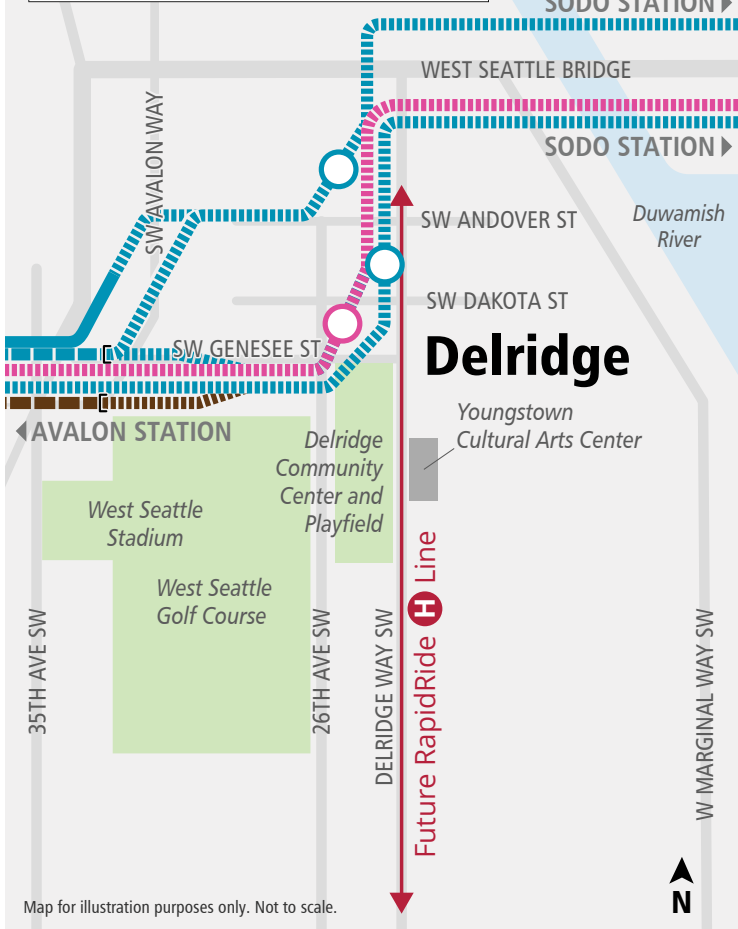 SODO STATION
WEST SEATTLE BRIDGE
SW AVALON WAY
SODO STATION
SW ANDOVER ST
Duwamish
River
SW DAKOTA ST
SW GENESEE ST
Delridge
AVALON STATION
Youngstown
Cultural Arts Center
Delridge
Community
Center and
Playfield
West Seattle
Stadium
West Seattle
Golf Course
35TH AVE SW
26TH AVE SW
DELRIDGE WAY SW
Future RapidRide H Line
W MARGINAL WAY SW
Map for illustration purposes only. Not to scale.
N